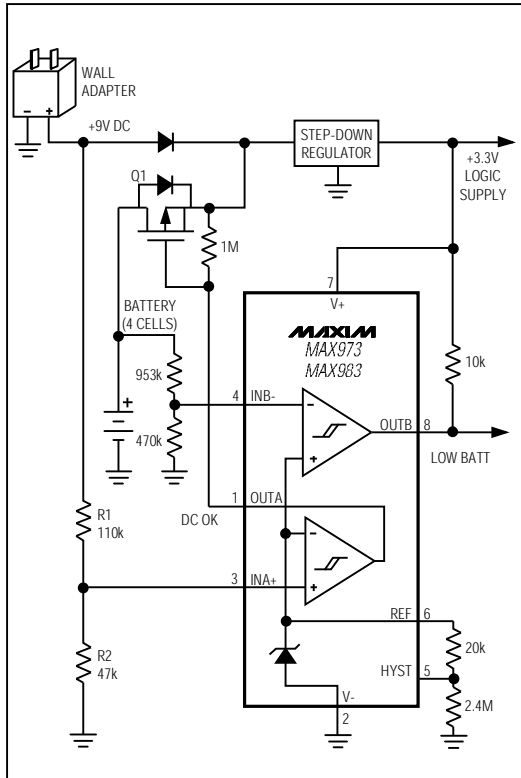 WALL
ADAPTER
- +
+9V DC
STEP-DOWN
REGULATOR
+3.3V
LOGIC
SUPPLY
Q1
1M
7
V+
BATTERY
(4 CELLS)
MAXIM
MAX973
MAX983
953k
10k
4 INB-
-
+
OUTB 8
470k
LOW BATT
1 OUTA
DC OK
R1
110k
-
+
3 INA+
REF 6
R2
47k
20k
HYST 5
V-
2
2.4M
+